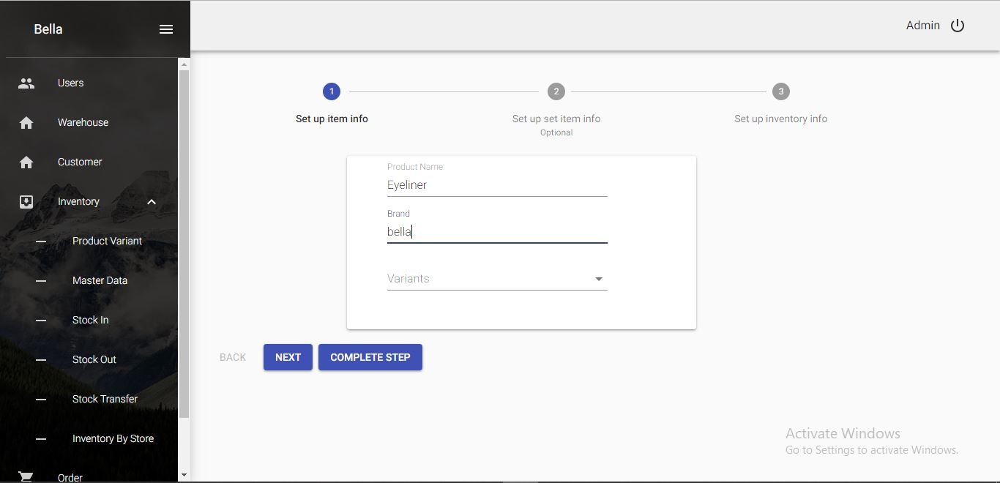 Bella
Admin
Users
Warehouse
Customer
Inventory
Product Variant
Master Data
Stock In
Stock Out
Stock Transfer
Inventory By Store
Order
1
2
3
Set up item info
Set up set item info
Set up inventory info
Optional
Product Name
Eyeliner
Brand
bella
Variants
BACK
NEXT
COMPLETE STEP
Activate Windows
Go to Settings to activate Windows.